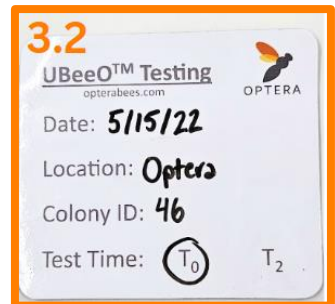 3.2
UBeeO™ Testing
opterabees.com
OPTERA
Date: 5/15/22
Location: Optera
Colony ID: 46
Test Time: T₀ T₂